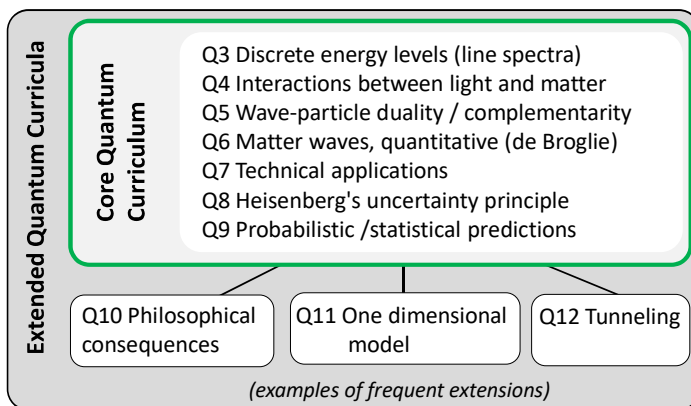 Extended Quantum Curricula
Core Quantum
Curriculum
Q3 Discrete energy levels (line spectra)
Q4 Interactions between light and matter
Q5 Wave-particle duality / complementarity
Q6 Matter waves, quantitative (de Broglie)
Q7 Technical applications
Q8 Heisenberg's uncertainty principle
Q9 Probabilistic /statistical predictions
Q10 Philosophical
consequences
Q11 One dimensional
model
Q12 Tunneling
(examples of frequent extensions)